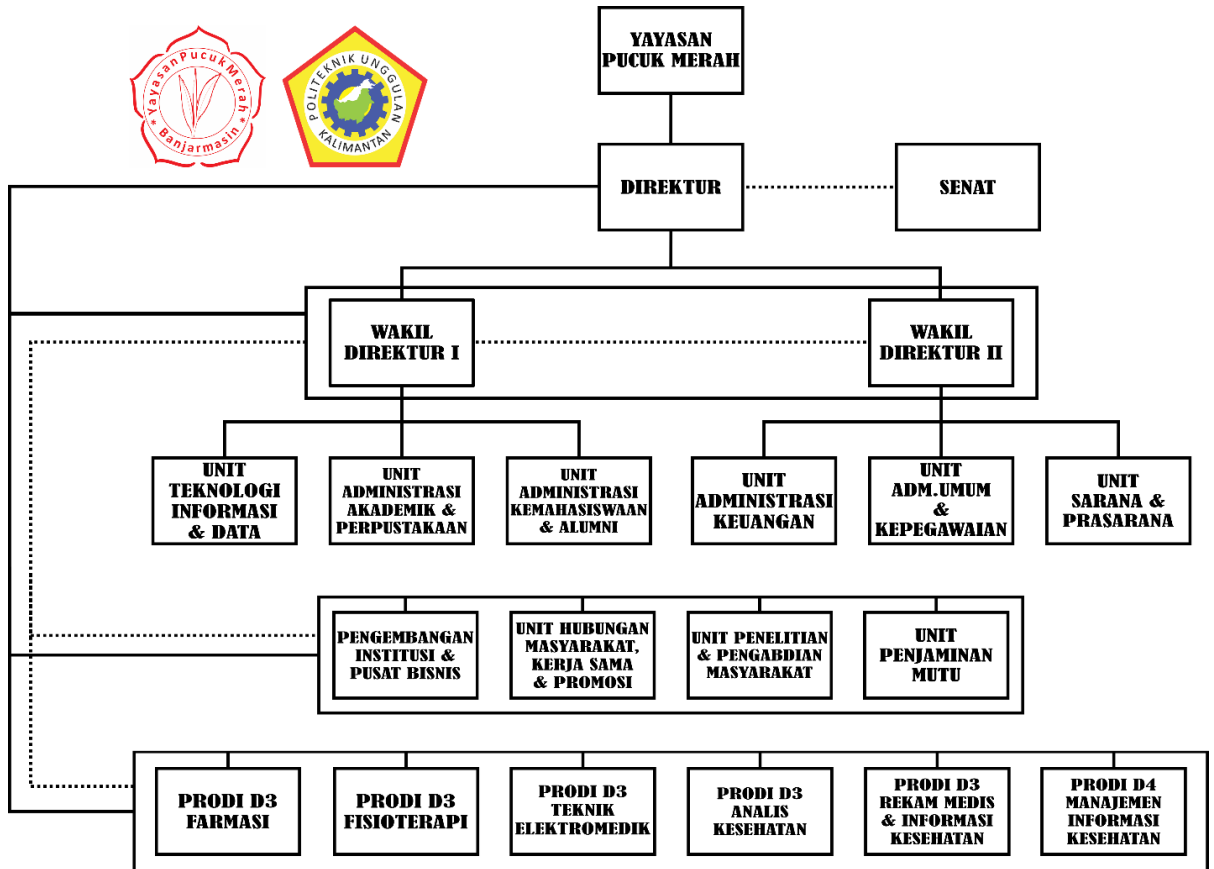 YayasanPucukMerah
* Banjarmasin *
POLITEKNIK UNGGULAN
KALIMANTAN
YAYASAN
PUCUK MERAH
DIREKTUR
SENAT
WAKIL
DIREKTUR I
WAKIL
DIREKTUR II
UNIT
TEKNOLOGI
INFORMASI
& DATA
UNIT
ADMINISTRASI
AKADEMIK &
PERPUSTAKAAN
UNIT
ADMINISTRASI
KEMAHASISWAAN
& ALUMNI
UNIT
ADMINISTRASI
KEUANGAN
UNIT
ADM.UMUM
&
KEPEGAWAIAN
UNIT
SARANA &
PRASARANA
PENGEMBANGAN
INSTITUSI &
PUSAT BISNIS
UNIT HUBUNGAN
MASYARAKAT,
KERJA SAMA
& PROMOSI
UNIT PENELITIAN
& PENGABDIAN
MASYARAKAT
UNIT
PENJAMINAN
MUTU
PRODI D3
FARMASI
PRODI D3
FISIOTERAPI
PRODI D3
TEKNIK
ELEKTROMEDIK
PRODI D3
ANALIS
KESEHATAN
PRODI D3
REKAM MEDIS
& INFORMASI
KESEHATAN
PRODI D4
MANAJEMEN
INFORMASI
KESEHATAN